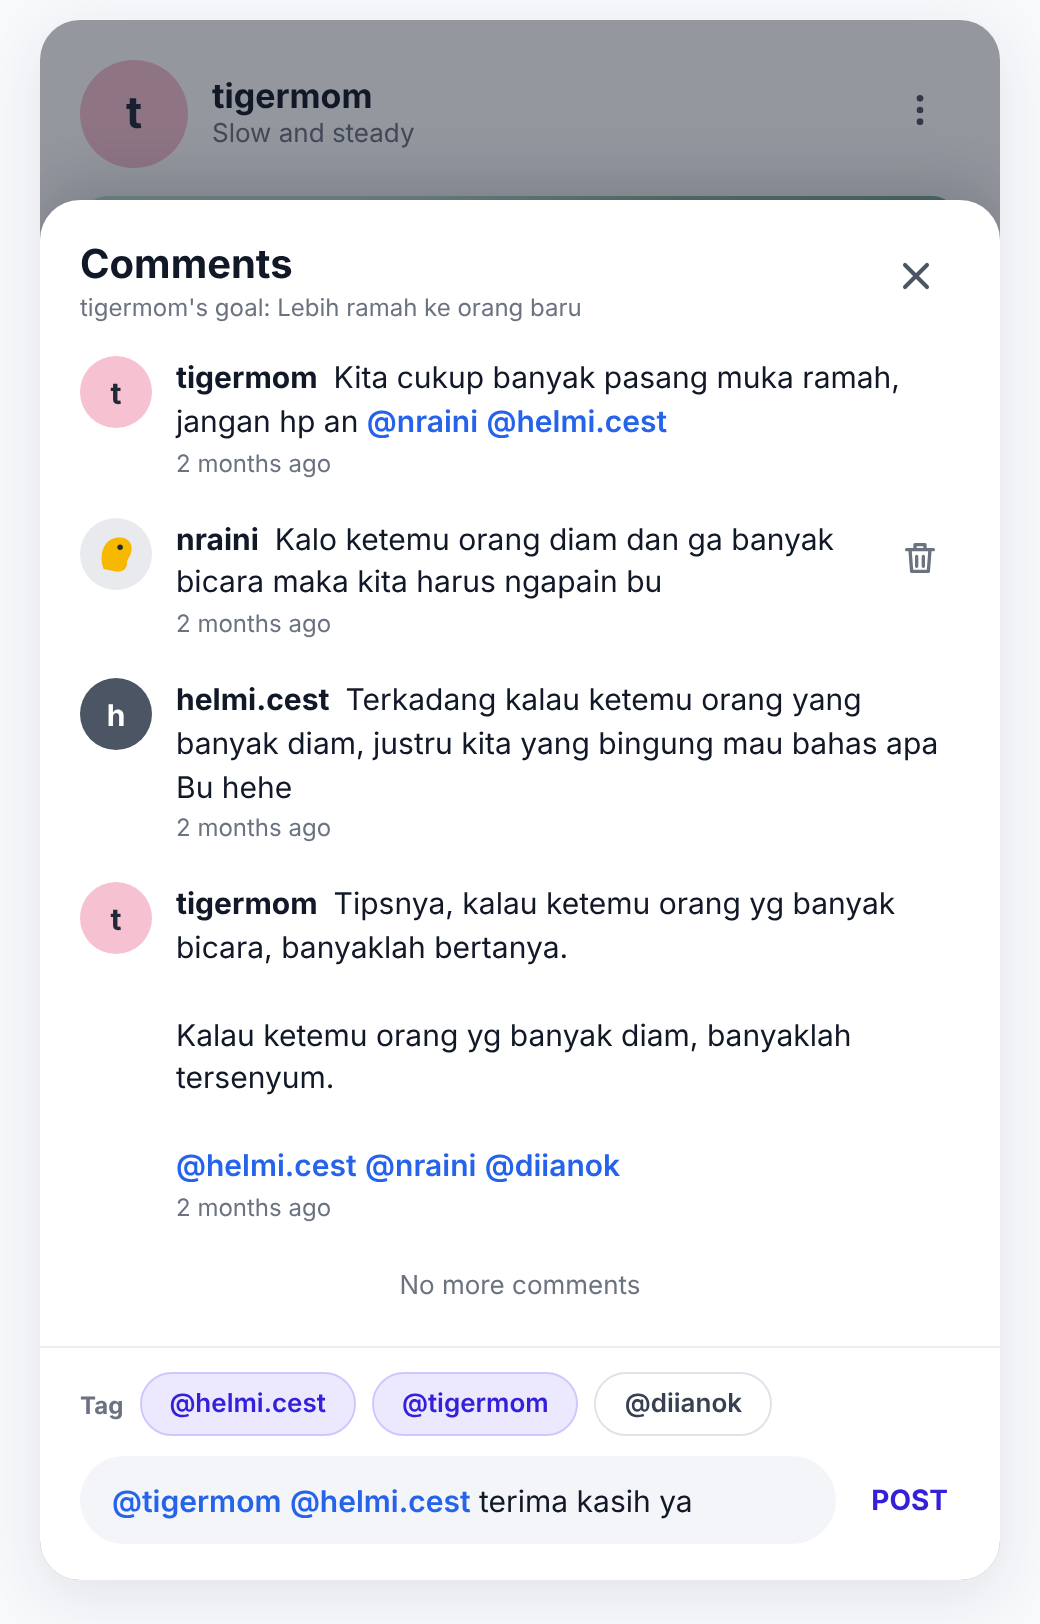 t
tigermom
Slow and steady
Comments
tigermom's goal: Lebih ramah ke orang baru
t
tigermom Kita cukup banyak pasang muka ramah,
jangan hp an @nraini @helmi.cest
2 months ago
nraini Kalo ketemu orang diam dan ga banyak
bicara maka kita harus ngapain bu
2 months ago
h
helmi.cest Terkadang kalau ketemu orang yang
banyak diam, justru kita yang bingung mau bahas apa
Bu hehe
2 months ago
t
tigermom Tipsnya, kalau ketemu orang yg banyak
bicara, banyaklah bertanya.
Kalau ketemu orang yg banyak diam, banyaklah
tersenyum.
@helmi.cest @nraini @diianok
2 months ago
No more comments
Tag @helmi.cest @tigermom @diianok
@tigermom @helmi.cest terima kasih ya
POST